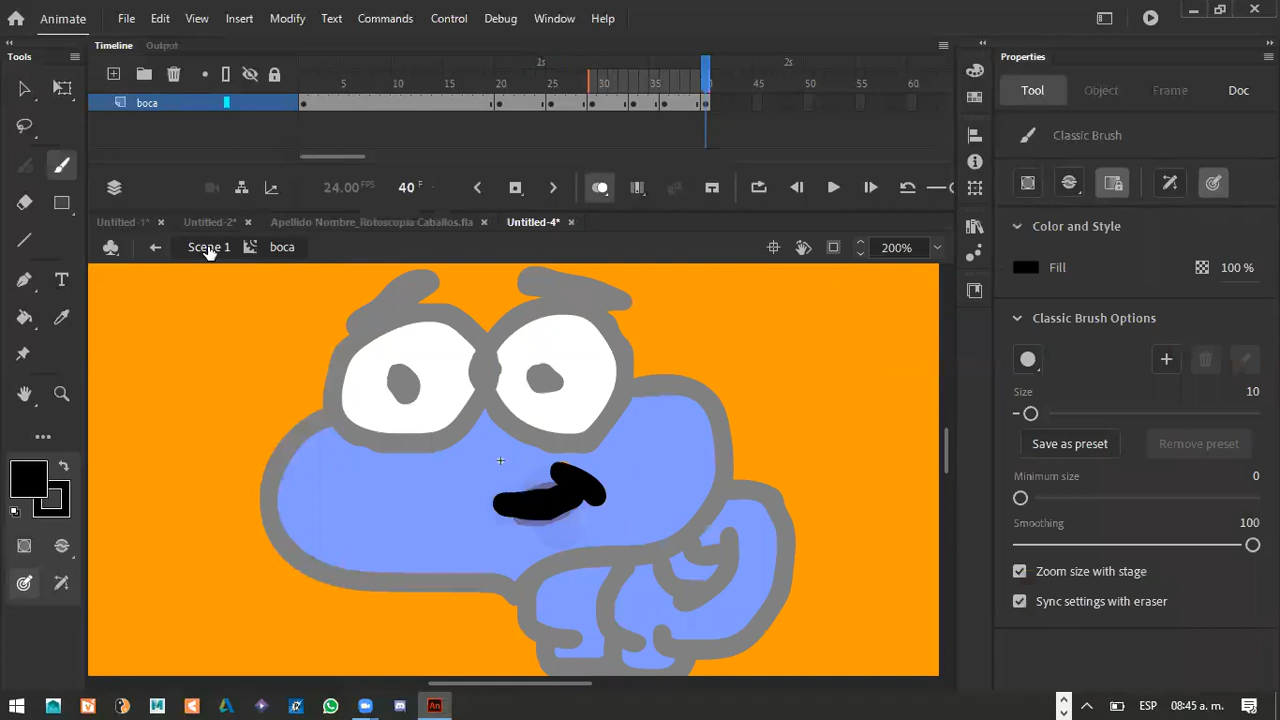 Animate File Edit View Insert Modify Text Commands Control Debug Window Help
Tools
Timeline Output
Properties
1s 2s
5 10 15 20 25 30 35 40 45 50 55 60
boca
Tool Object Frame Doc
Classic Brush
24.00 FPS 40 F
Untitled-1* Untitled-2* Apellido Nombre_Rotoscopia Caballos.fla Untitled-4*
Scene 1 boca 200%
Color and Style
Fill 100 %
Classic Brush Options
Size 10
Save as preset Remove preset
Minimum size 0
Smoothing 100
Zoom size with stage
Sync settings with eraser
An ESP 08:45 a. m.